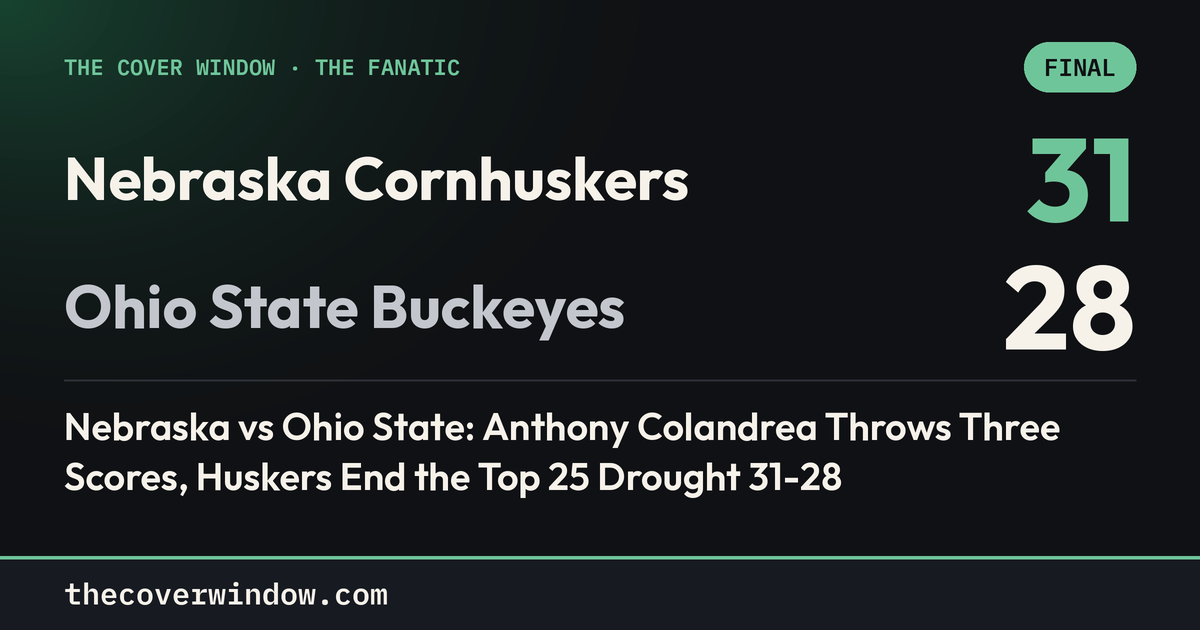 THE COVER WINDOW · THE FANATIC
FINAL
Nebraska Cornhuskers 31
Ohio State Buckeyes 28
Nebraska vs Ohio State: Anthony Colandrea Throws Three
Scores, Huskers End the Top 25 Drought 31-28
thecoverwindow.com